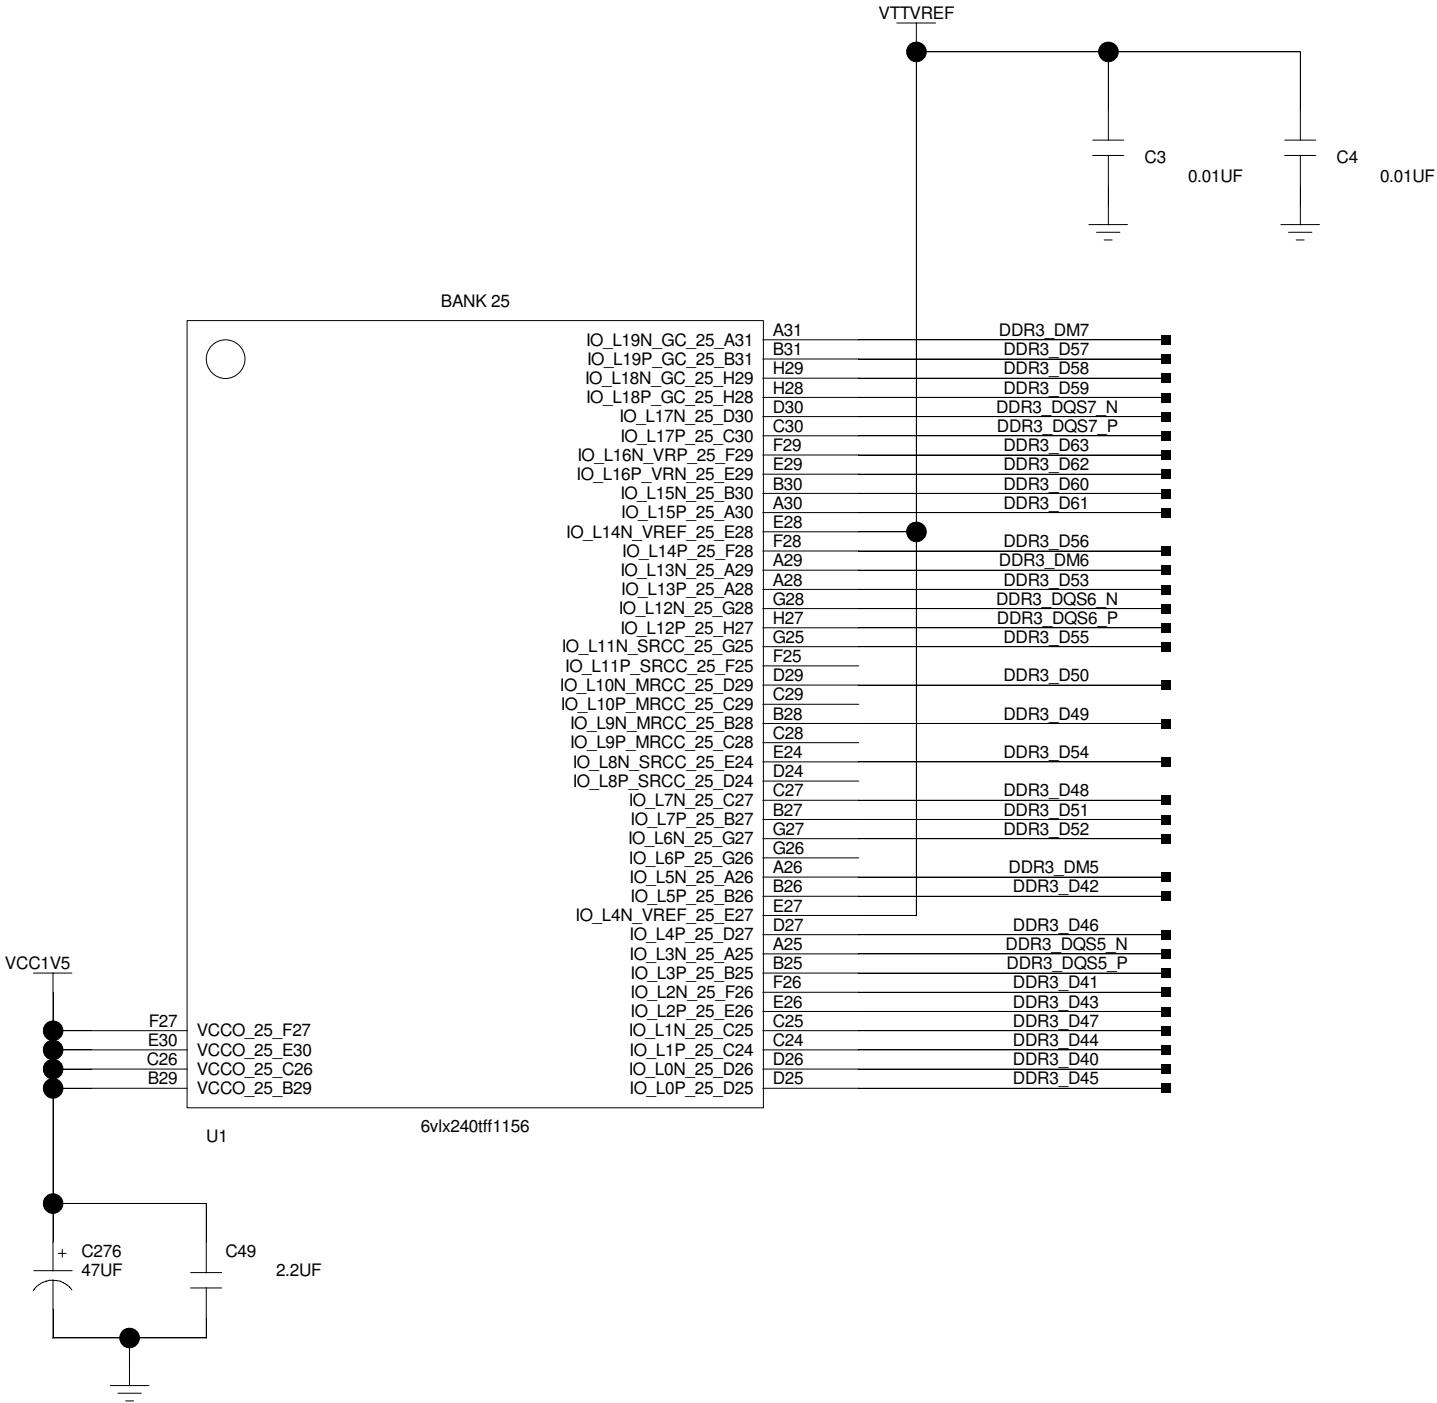 VTTVREF
C3
0.01UF
C4
0.01UF
BANK 25
IO_L19N_GC_25_A31 A31 DDR3_DM7
IO_L19P_GC_25_B31 B31 DDR3_D57
IO_L18N_GC_25_H29 H29 DDR3_D58
IO_L18P_GC_25_H28 H28 DDR3_D59
IO_L17N_25_D30 D30 DDR3_DQS7_N
IO_L17P_25_C30 C30 DDR3_DQS7_P
IO_L16N_VRP_25_F29 F29 DDR3_D63
IO_L16P_VRN_25_E29 E29 DDR3_D62
IO_L15N_25_B30 B30 DDR3_D60
IO_L15P_25_A30 A30 DDR3_D61
IO_L14N_VREF_25_E28 E28
IO_L14P_25_F28 F28 DDR3_D56
IO_L13N_25_A29 A29 DDR3_DM6
IO_L13P_25_A28 A28 DDR3_D53
IO_L12N_25_G28 G28 DDR3_DQS6_N
IO_L12P_25_H27 H27 DDR3_DQS6_P
IO_L11N_SRCC_25_G25 G25 DDR3_D55
IO_L11P_SRCC_25_F25 F25
IO_L10N_MRCC_25_D29 D29 DDR3_D50
IO_L10P_MRCC_25_C29 C29
IO_L9N_MRCC_25_B28 B28 DDR3_D49
IO_L9P_MRCC_25_C28 C28
IO_L8N_SRCC_25_E24 E24 DDR3_D54
IO_L8P_SRCC_25_D24 D24
IO_L7N_25_C27 C27 DDR3_D48
IO_L7P_25_B27 B27 DDR3_D51
IO_L6N_25_G27 G27 DDR3_D52
IO_L6P_25_G26 G26
IO_L5N_25_A26 A26 DDR3_DM5
IO_L5P_25_B26 B26 DDR3_D42
IO_L4N_VREF_25_E27 E27
IO_L4P_25_D27 D27 DDR3_D46
IO_L3N_25_A25 A25 DDR3_DQS5_N
IO_L3P_25_B25 B25 DDR3_DQS5_P
IO_L2N_25_F26 F26 DDR3_D41
IO_L2P_25_E26 E26 DDR3_D43
IO_L1N_25_C25 C25 DDR3_D47
IO_L1P_25_C24 C24 DDR3_D44
IO_L0N_25_D26 D26 DDR3_D40
IO_L0P_25_D25 D25 DDR3_D45
VCC1V5
F27 VCCO_25_F27
E30 VCCO_25_E30
C26 VCCO_25_C26
B29 VCCO_25_B29
U1
6vlx240tff1156
+ C276
47UF
C49
2.2UF